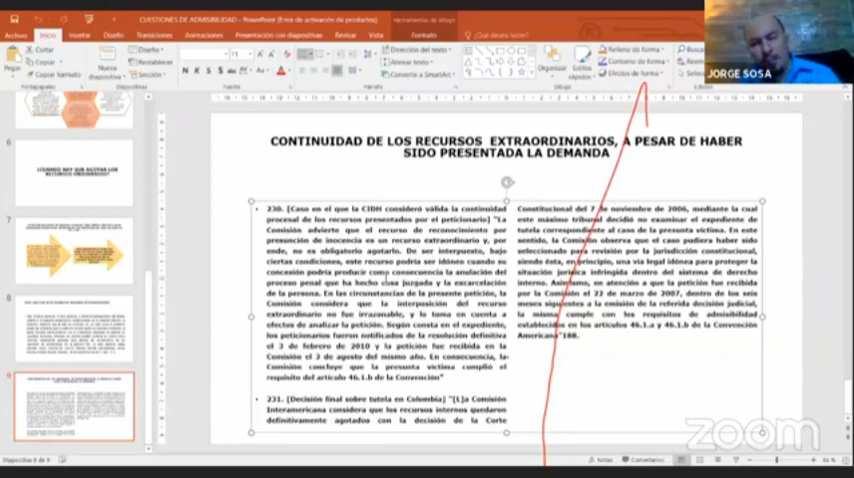 CUESTIONES DE ADMISIBILIDAD - PowerPoint (Error de activación de productos)
Herramientas de dibujo
Archivo Inicio Insertar Diseño Transiciones Animaciones Presentación con diapositivas Revisar Vista Formato ¿Qué desea hacer?
Pegar
Cortar
Copiar
Copiar formato
Portapapeles
Nueva diapositiva
Diseño
Restablecer
Sección
Diapositivas
N K S
Párrafo
Dirección del texto
Alinear texto
Convertir a SmartArt
Organizar
Estilos rápidos
Relleno de forma
Contorno de forma
Efectos de forma
Dibujo
JORGE SOSA
6
¿CUANDO HAY QUE AGOTAR LOS RECURSOS ORDINARIOS?
7
8
9
CONTINUIDAD DE LOS RECURSOS EXTRAORDINARIOS, A PESAR DE HABER
SIDO PRESENTADA LA DEMANDA
• 230. [Caso en el que la CIDH consideró válida la continuidad
procesal de los recursos presentados por el peticionario] "La
Comisión advierte que el recurso de reconocimiento por
presunción de inocencia es un recurso extraordinario y, por
ende, no es obligatorio agotarlo. De ser interpuesto, bajo
ciertas condiciones, este recurso podría ser idóneo cuando su
concesión podría producir como consecuencia la anulación del
proceso penal que ha hecho cosa juzgada y la excarcelación
de la persona. En las circunstancias de la presente petición, la
Comisión considera que la interposición del recurso
extraordinario no fue irrazonable, y lo toma en cuenta a
efectos de analizar la petición. Según consta en el expediente,
los peticionarios fueron notificados de la resolución definitiva
el 3 de febrero de 2010 y la petición fue recibida en la
Comisión el 3 de agosto del mismo año. En consecuencia, la
Comisión concluye que la presunta víctima cumplió el
requisito del artículo 46.1.b de la Convención"
• 231. [Decisión final sobre tutela en Colombia] "[L]a Comisión
Interamericana considera que los recursos internos quedaron
definitivamente agotados con la decisión de la Corte
Constitucional del 7 de noviembre de 2006, mediante la cual
este máximo tribunal decidió no examinar el expediente de
tutela correspondiente al caso de la presunta víctima. En este
sentido, la Comisión observa que el caso pudiera haber sido
seleccionado para revisión por la jurisdicción constitucional,
siendo ésta, en principio, una vía legal idónea para proteger la
situación jurídica infringida dentro del sistema de derecho
interno. Asimismo, en atención a que la petición fue recibida
por la Comisión el 22 de marzo de 2007, dentro de los seis
meses siguientes a la emisión de la referida decisión judicial,
la misma cumple con los requisitos de admisibilidad
establecidos en los artículos 46.1.a y 46.1.b de la Convención
Americana"188.
zoom
Diapositiva 9 de 9
Notas
Comentarios